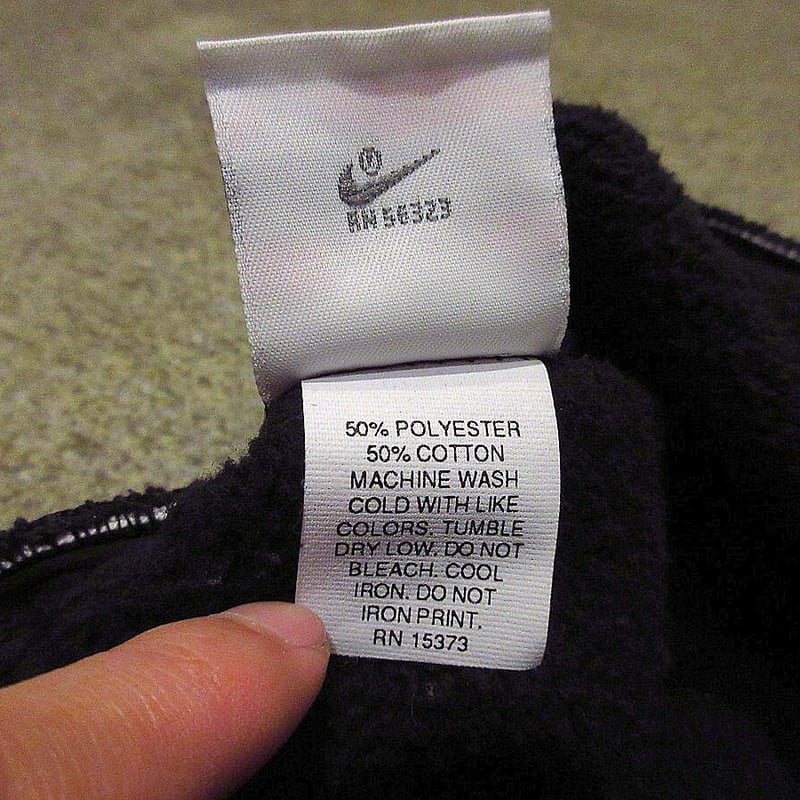 RN 56323
50% POLYESTER
50% COTTON
MACHINE WASH
COLD WITH LIKE
COLORS. TUMBLE
DRY LOW. DO NOT
BLEACH. COOL
IRON. DO NOT
IRON PRINT.
RN 15373